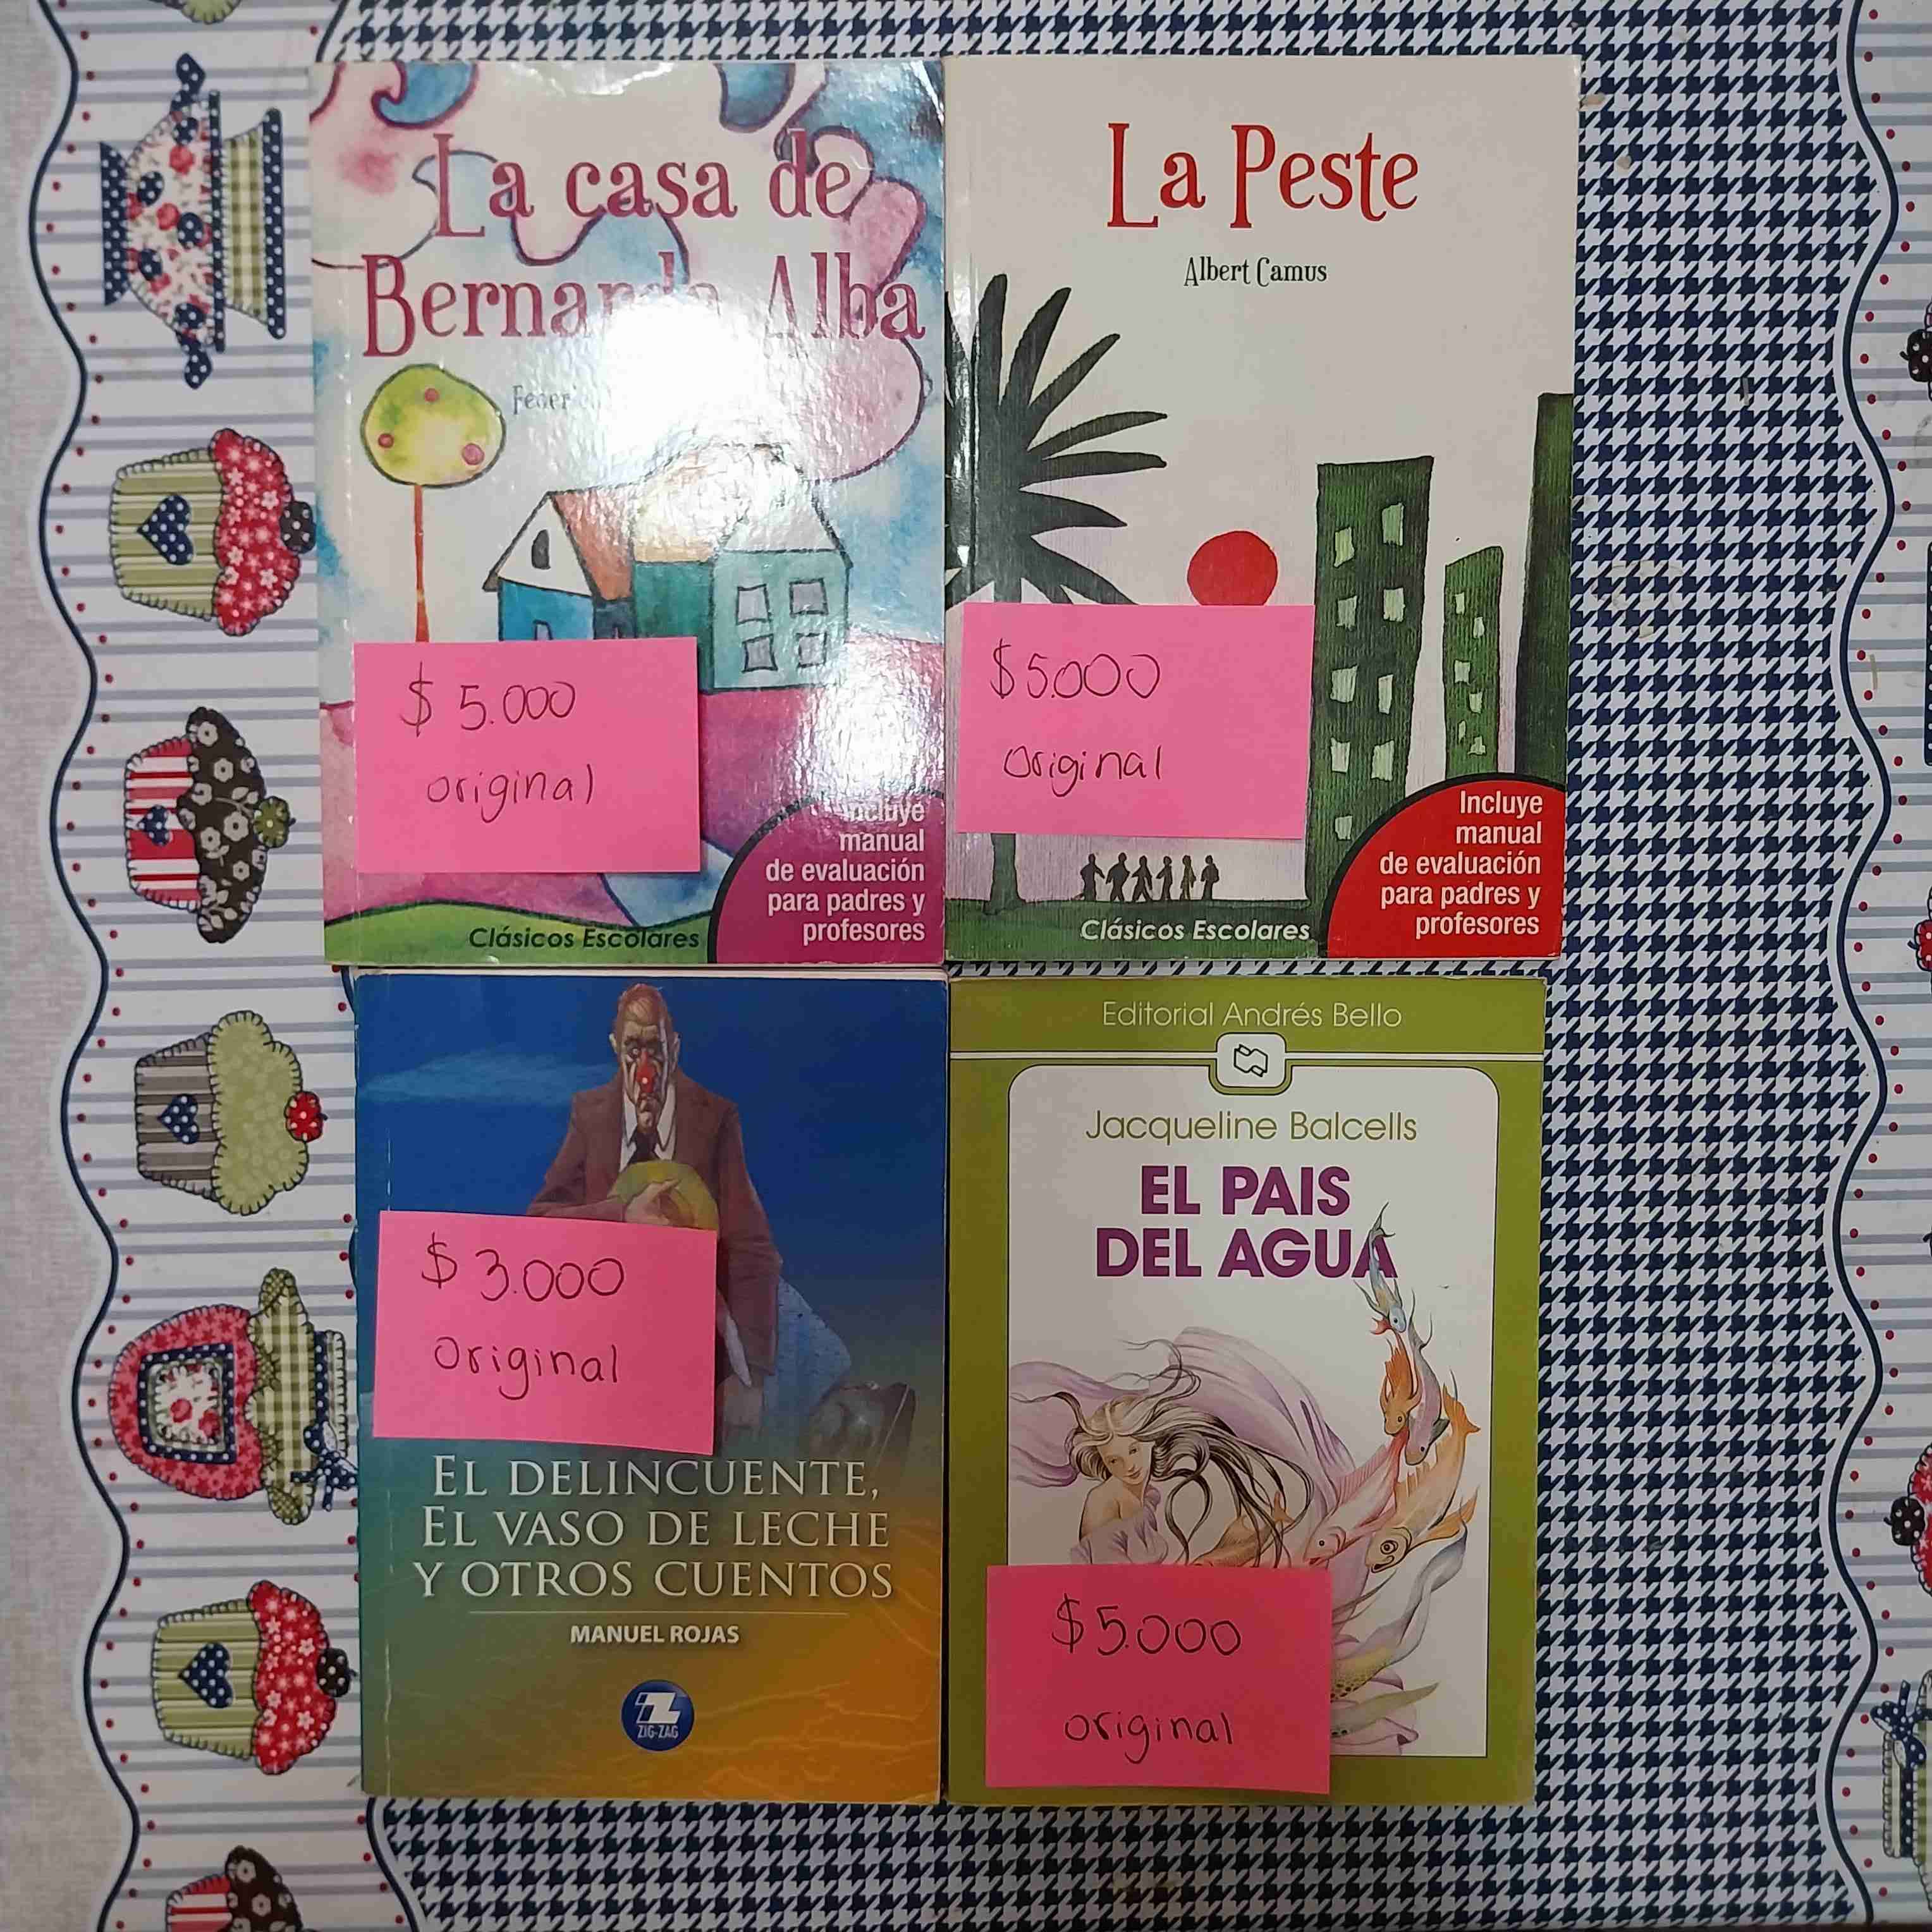 La casa de
Bernarda Alba
$ 5.000
original
Incluye
manual
de evaluación
para padres y
profesores
Clásicos Escolares
La Peste
Albert Camus
$ 5.000
original
Incluye
manual
de evaluación
para padres y
profesores
Clásicos Escolares
$ 3.000
Original
EL DELINCUENTE,
EL VASO DE LECHE
Y OTROS CUENTOS
MANUEL ROJAS
ZIG-ZAG
Editorial Andrés Bello
Jacqueline Balcells
EL PAIS
DEL AGUA
$ 5.000
original